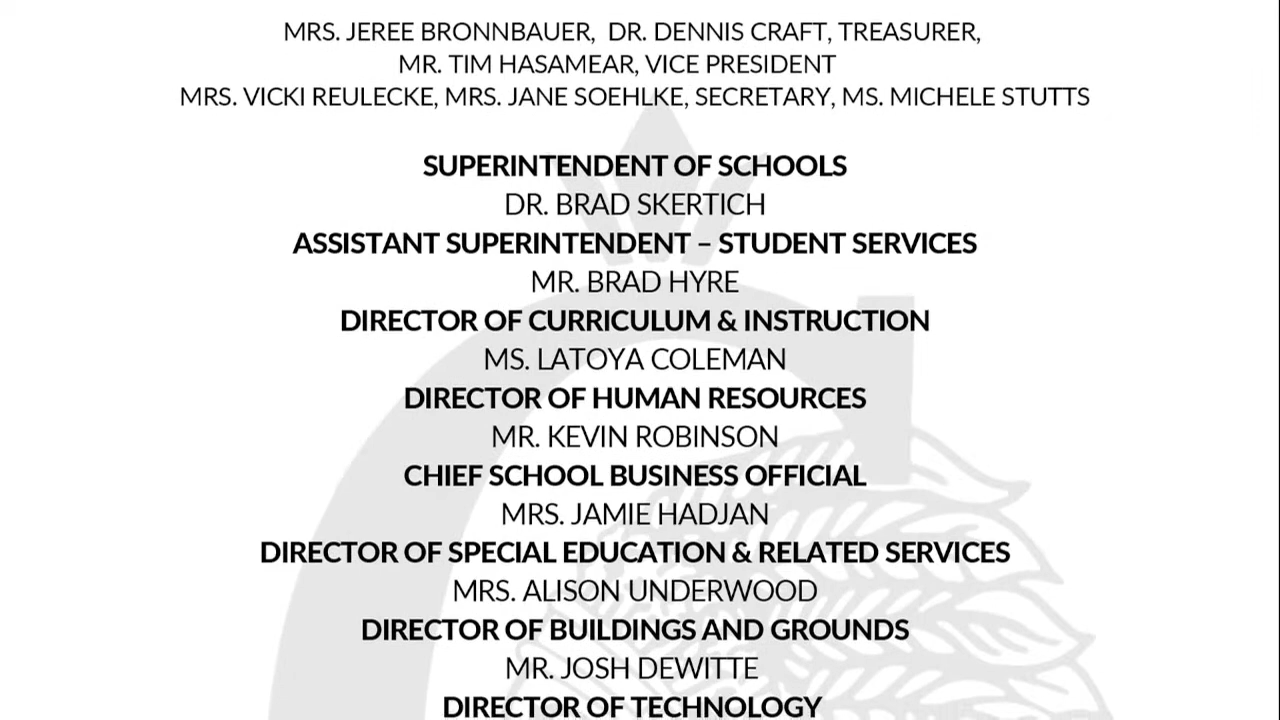 MRS. JEREE BRONNBAUER, DR. DENNIS CRAFT, TREASURER,
MR. TIM HASAMEAR, VICE PRESIDENT
MRS. VICKI REULECKE, MRS. JANE SOEHLKE, SECRETARY, MS. MICHELE STUTTS
SUPERINTENDENT OF SCHOOLS
DR. BRAD SKERTICH
ASSISTANT SUPERINTENDENT – STUDENT SERVICES
MR. BRAD HYRE
DIRECTOR OF CURRICULUM & INSTRUCTION
MS. LATOYA COLEMAN
DIRECTOR OF HUMAN RESOURCES
MR. KEVIN ROBINSON
CHIEF SCHOOL BUSINESS OFFICIAL
MRS. JAMIE HADJAN
DIRECTOR OF SPECIAL EDUCATION & RELATED SERVICES
MRS. ALISON UNDERWOOD
DIRECTOR OF BUILDINGS AND GROUNDS
MR. JOSH DEWITTE
DIRECTOR OF TECHNOLOGY